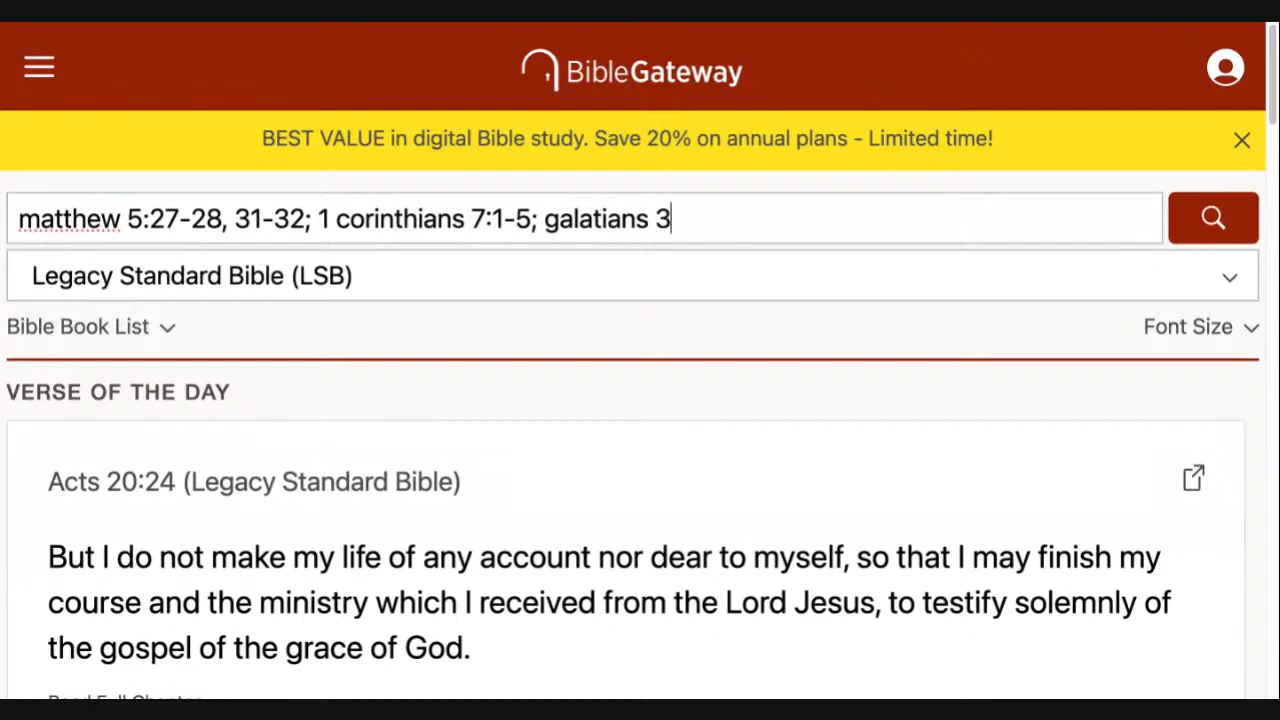 BibleGateway
BEST VALUE in digital Bible study. Save 20% on annual plans - Limited time!
matthew 5:27-28, 31-32; 1 corinthians 7:1-5; galatians 3
Legacy Standard Bible (LSB)
Bible Book List
Font Size
VERSE OF THE DAY
Acts 20:24 (Legacy Standard Bible)
But I do not make my life of any account nor dear to myself, so that I may finish my
course and the ministry which I received from the Lord Jesus, to testify solemnly of
the gospel of the grace of God.